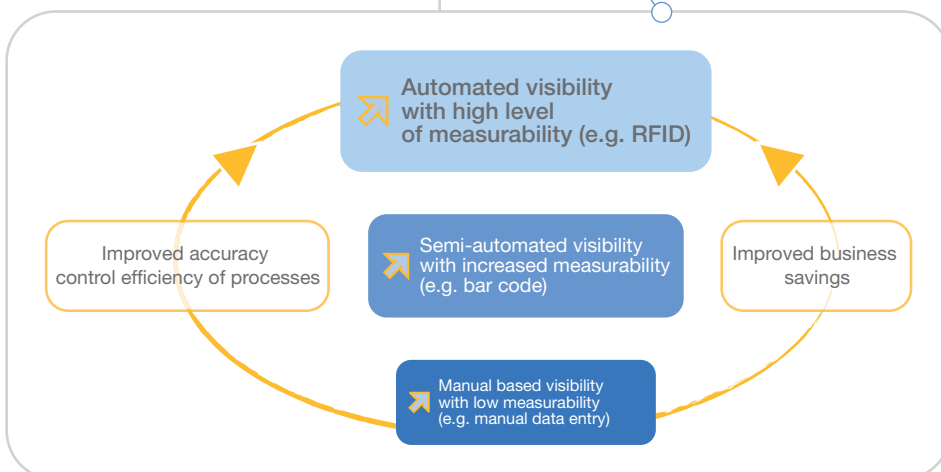 Automated visibility
with high level
of measurability (e.g. RFID)
Improved accuracy
control efficiency of processes
Semi-automated visibility
with increased measurability
(e.g. bar code)
Improved business
savings
Manual based visibility
with low measurability
(e.g. manual data entry)